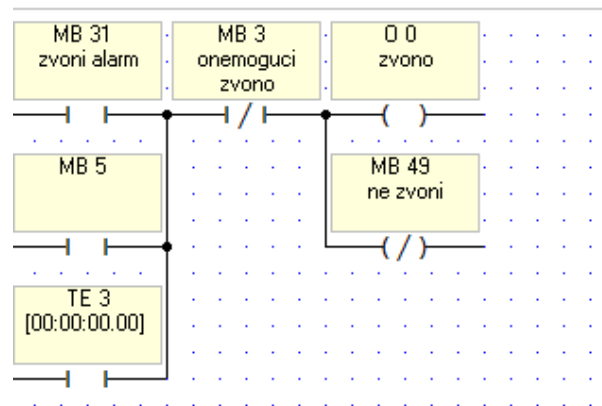 MB 31
zvoni alarm
MB 3
onemoguci
zvono
O 0
zvono
MB 5
MB 49
ne zvoni
TE 3
[00:00:00.00]